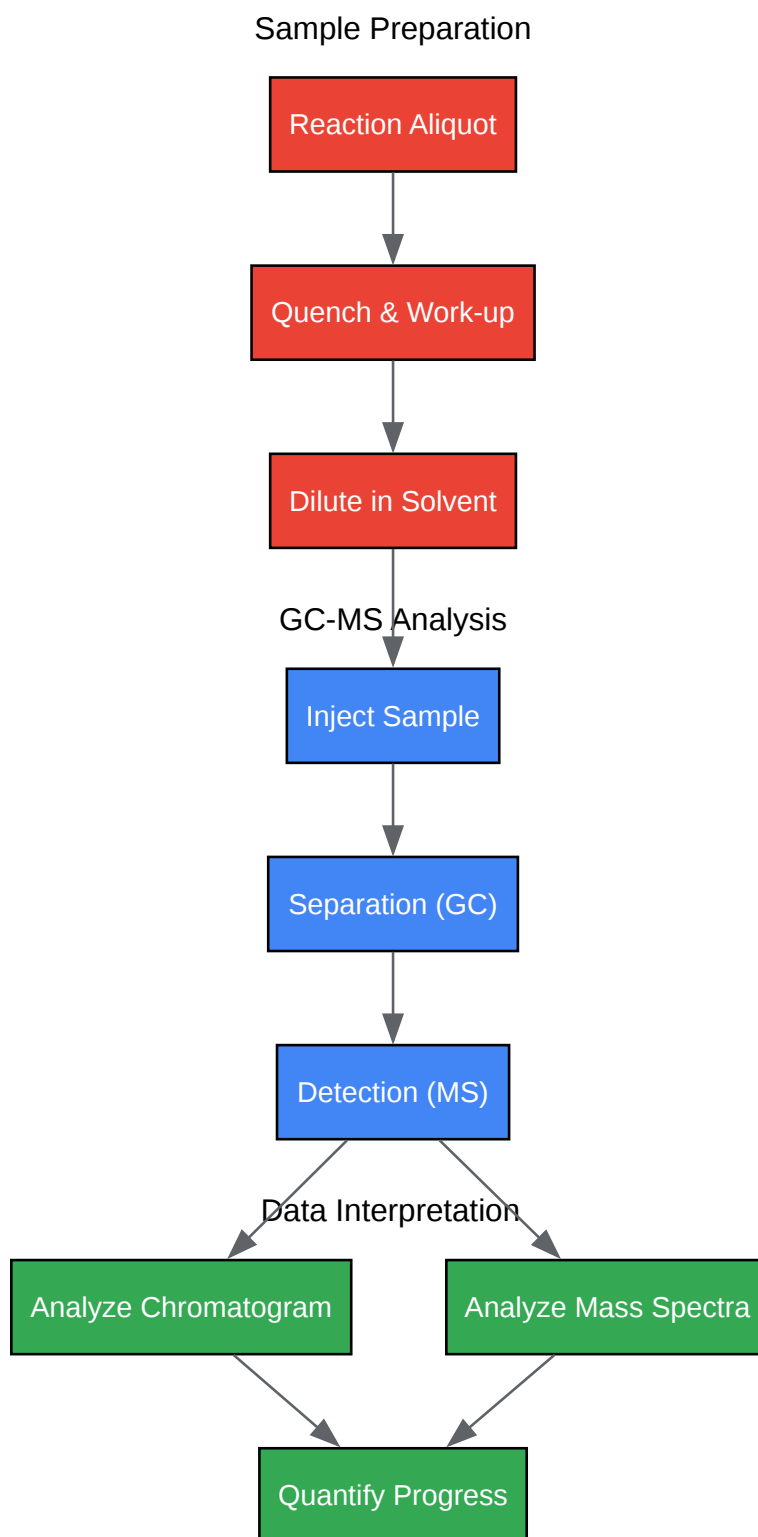 Sample Preparation
Reaction Aliquot
Quench & Work-up
Dilute in Solvent
GC-MS Analysis
Inject Sample
Separation (GC)
Detection (MS)
Data Interpretation
Analyze Chromatogram
Analyze Mass Spectra
Quantify Progress